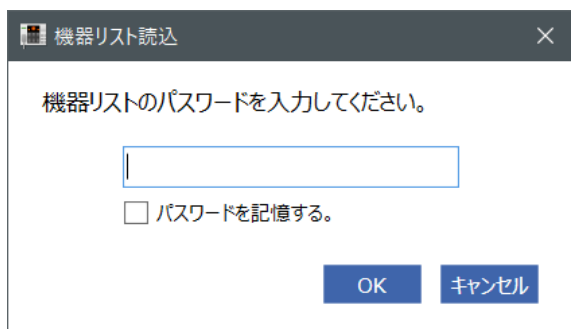 機器リスト読込
機器リストのパスワードを入力してください。
パスワードを記憶する。
OK
キャンセル